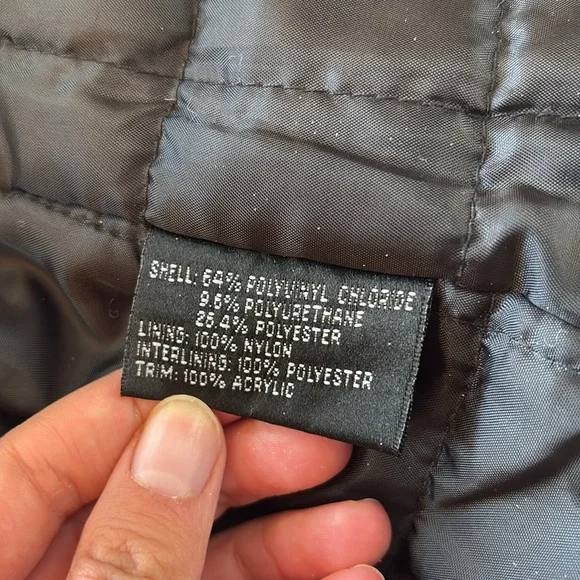 SHELL: 64% POLYVINYL CHLORIDE
9.6% POLYURETHANE
26.4% POLYESTER
LINING: 100% NYLON
INTERLINING: 100% POLYESTER
TRIM: 100% ACRYLIC